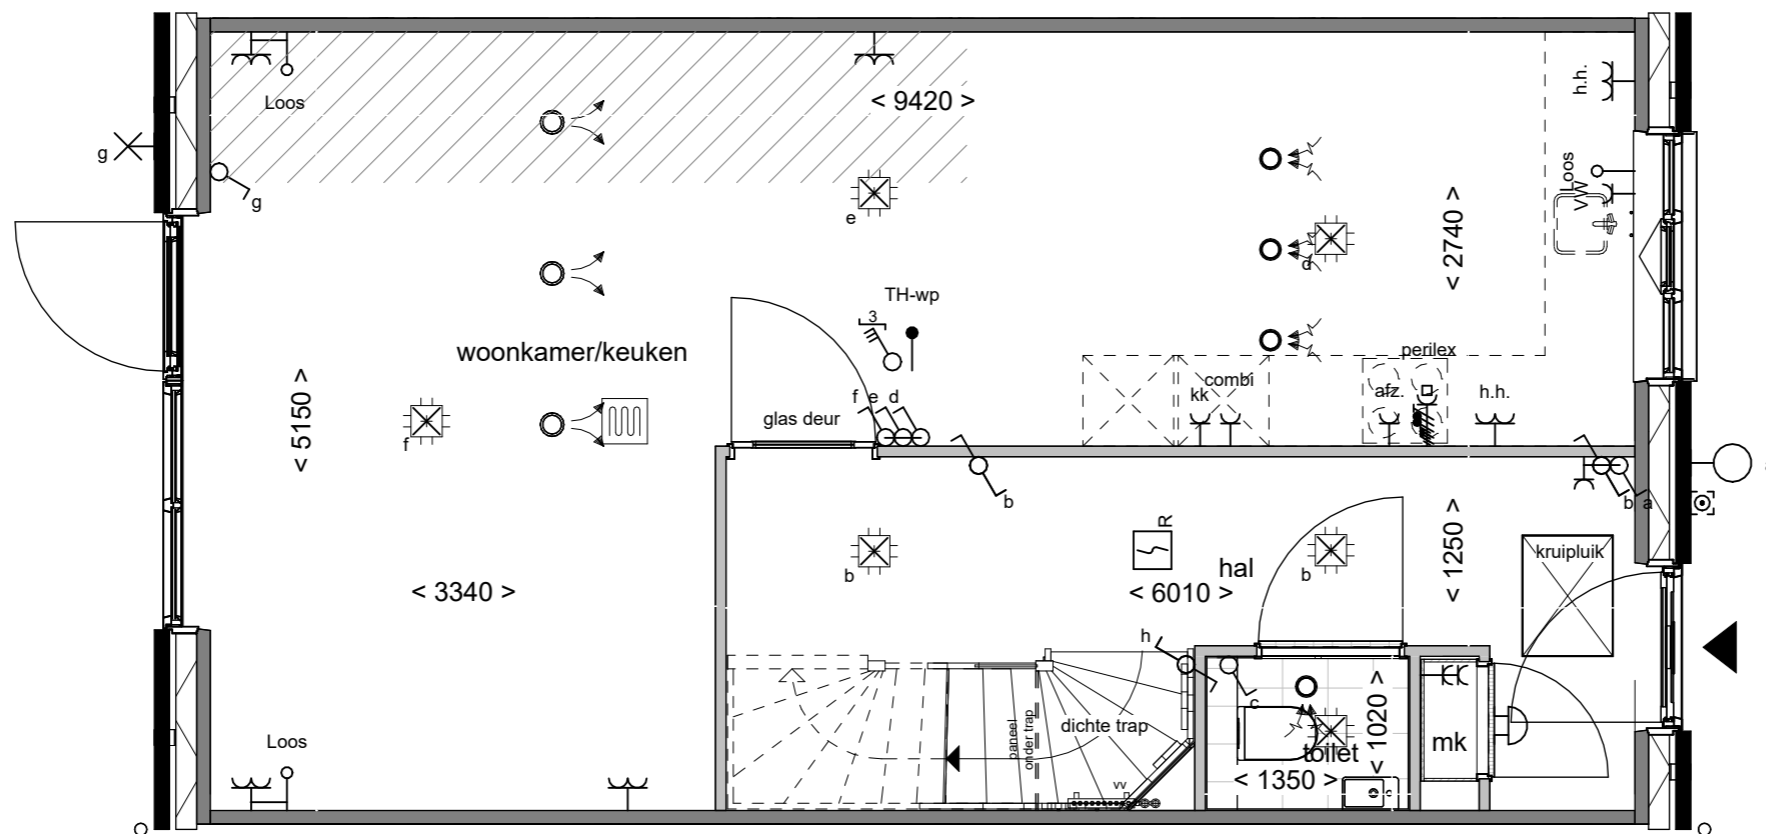 Loos
< 9420 >
h.h.
g
g
e
Loos
VW
d
< 2740 >
TH-wp
3
woonkamer/keuken
perilex
combi
kk
afz.
h.h.
< 5150 >
f
glas deur
f e d
b
b a
R
b
hal
b
< 1250 >
kruipluik
< 3340 >
< 6010 >
h
c
Loos
paneel
onder trap
dichte trap
vv
toilet
< 1020 >
< 1350 >
mk